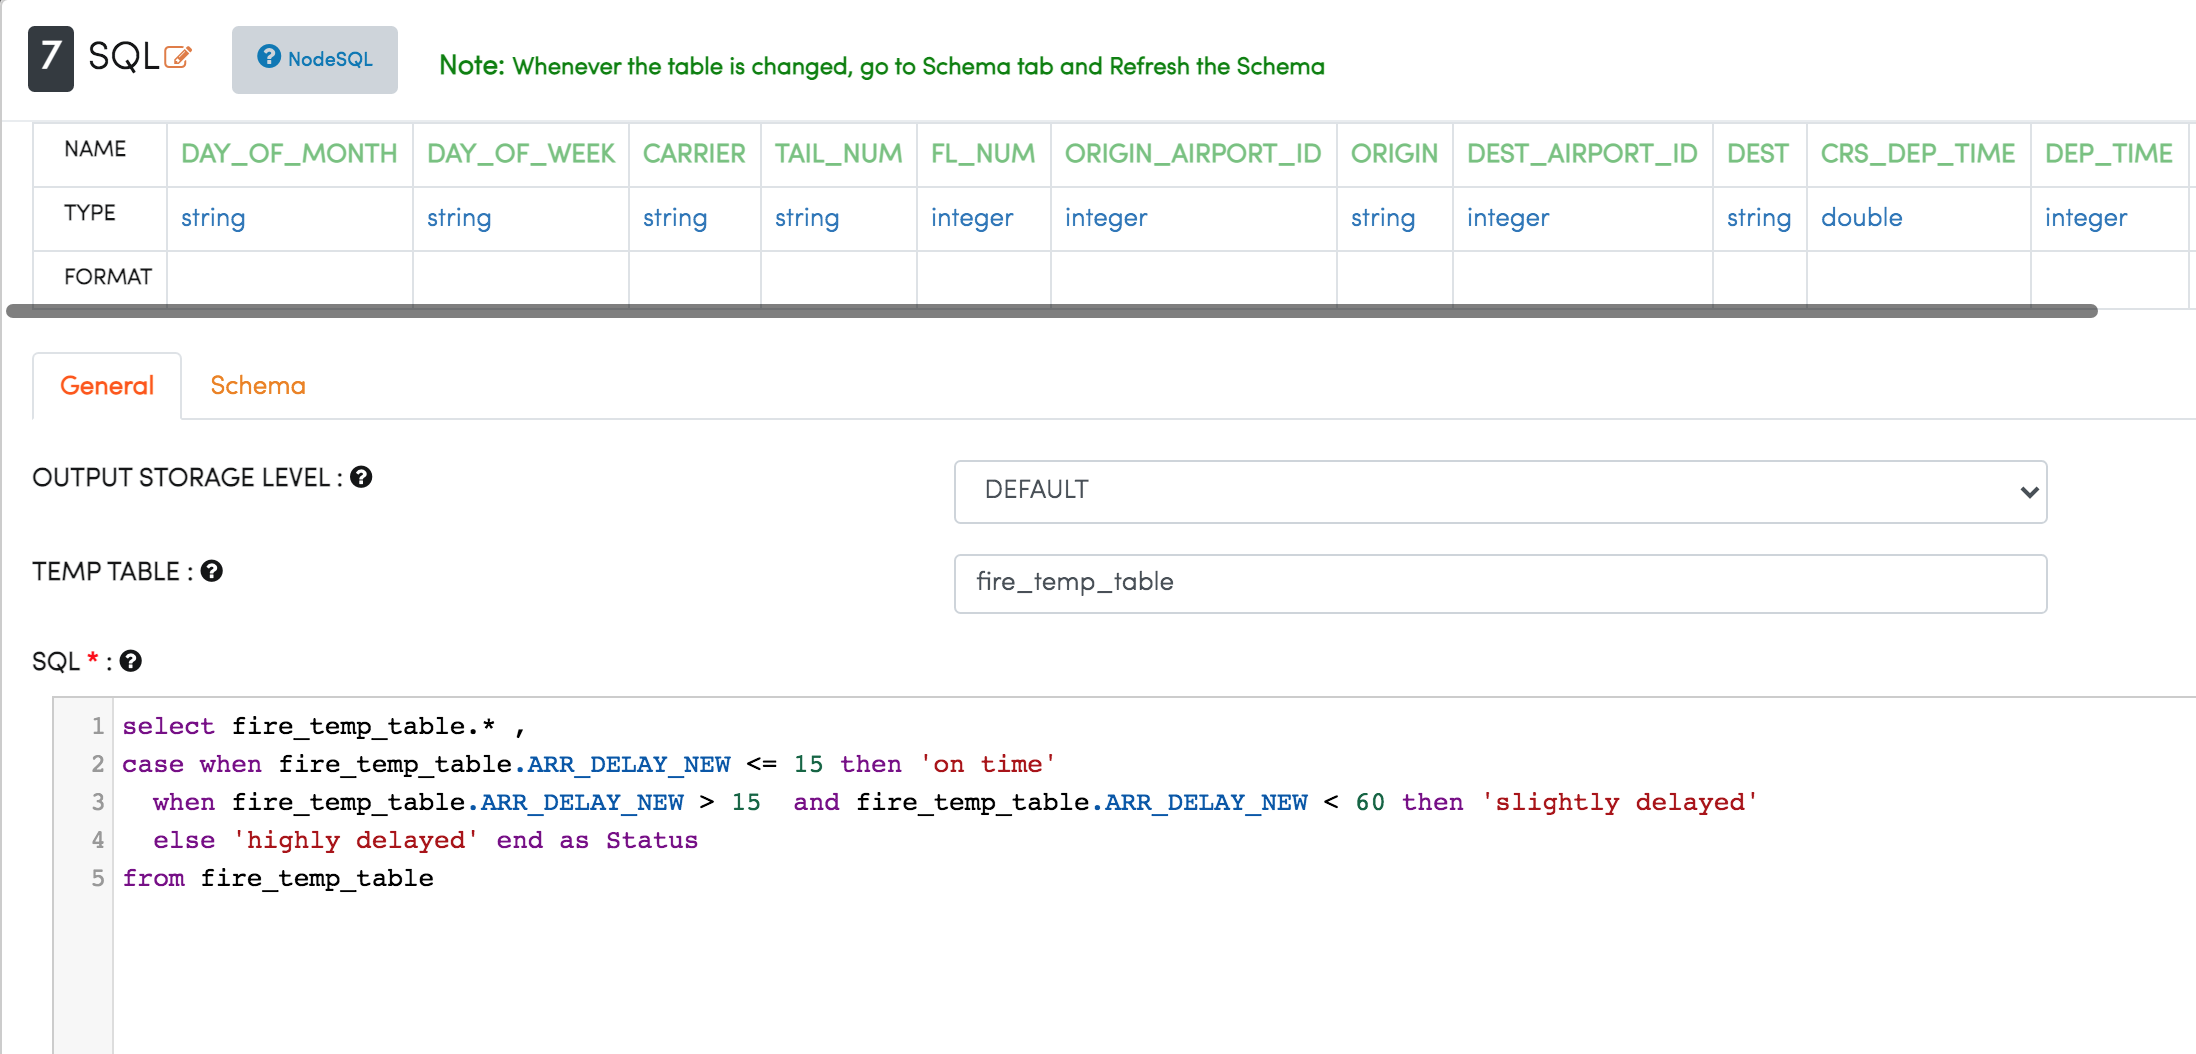 7 SQL NodeSQL Note: Whenever the table is changed, go to Schema tab and Refresh the Schema
NAME DAY_OF_MONTH DAY_OF_WEEK CARRIER TAIL_NUM FL_NUM ORIGIN_AIRPORT_ID ORIGIN DEST_AIRPORT_ID DEST CRS_DEP_TIME DEP_TIME
TYPE string string string string integer integer string integer string double integer
FORMAT
General Schema
OUTPUT STORAGE LEVEL : DEFAULT
TEMP TABLE : fire_temp_table
SQL * :
1 select fire_temp_table.* ,
2 case when fire_temp_table.ARR_DELAY_NEW <= 15 then 'on time'
3   when fire_temp_table.ARR_DELAY_NEW > 15  and fire_temp_table.ARR_DELAY_NEW < 60 then 'slightly delayed'
4   else 'highly delayed' end as Status
5 from fire_temp_table